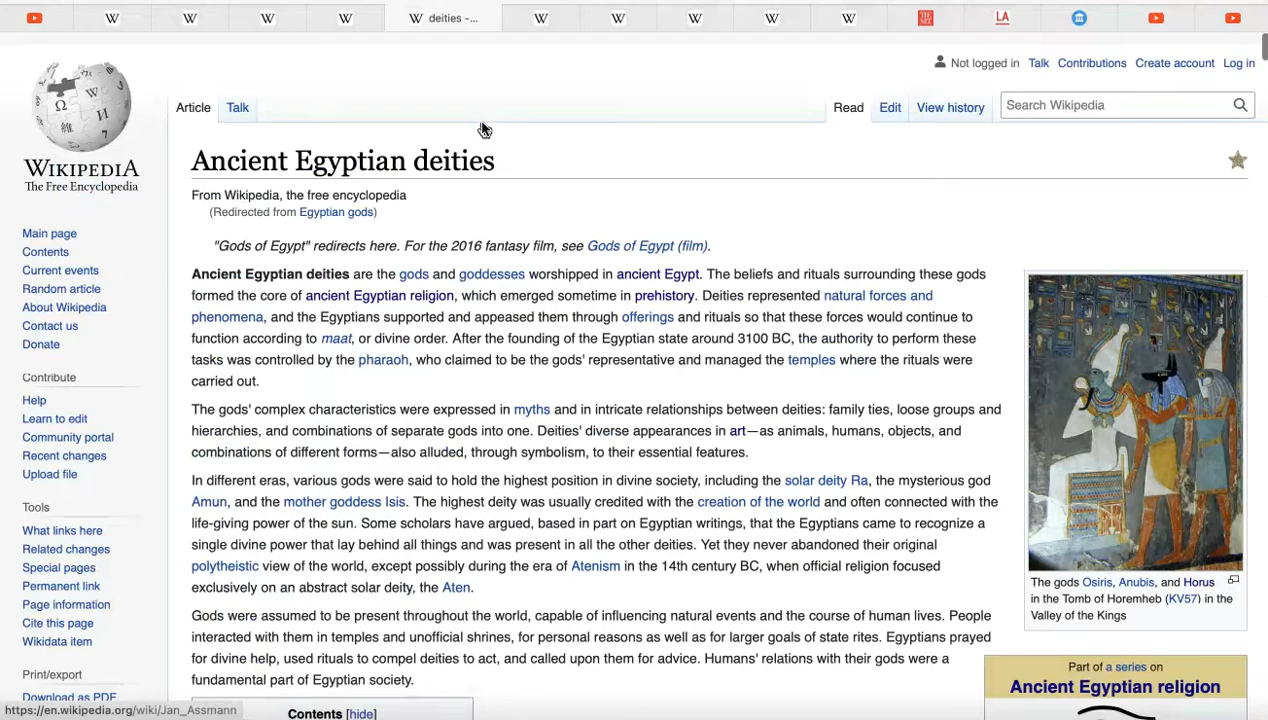 deities -...
Not logged in Talk Contributions Create account Log in
Article Talk Read Edit View history Search Wikipedia
WIKIPEDIA
The Free Encyclopedia
Ancient Egyptian deities
From Wikipedia, the free encyclopedia
(Redirected from Egyptian gods)
"Gods of Egypt" redirects here. For the 2016 fantasy film, see Gods of Egypt (film).
Ancient Egyptian deities are the gods and goddesses worshipped in ancient Egypt. The beliefs and rituals surrounding these gods
formed the core of ancient Egyptian religion, which emerged sometime in prehistory. Deities represented natural forces and
phenomena, and the Egyptians supported and appeased them through offerings and rituals so that these forces would continue to
function according to maat, or divine order. After the founding of the Egyptian state around 3100 BC, the authority to perform these
tasks was controlled by the pharaoh, who claimed to be the gods' representative and managed the temples where the rituals were
carried out.
The gods' complex characteristics were expressed in myths and in intricate relationships between deities: family ties, loose groups and
hierarchies, and combinations of separate gods into one. Deities' diverse appearances in art—as animals, humans, objects, and
combinations of different forms—also alluded, through symbolism, to their essential features.
In different eras, various gods were said to hold the highest position in divine society, including the solar deity Ra, the mysterious god
Amun, and the mother goddess Isis. The highest deity was usually credited with the creation of the world and often connected with the
life-giving power of the sun. Some scholars have argued, based in part on Egyptian writings, that the Egyptians came to recognize a
single divine power that lay behind all things and was present in all the other deities. Yet they never abandoned their original
polytheistic view of the world, except possibly during the era of Atenism in the 14th century BC, when official religion focused
exclusively on an abstract solar deity, the Aten.
Gods were assumed to be present throughout the world, capable of influencing natural events and the course of human lives. People
interacted with them in temples and unofficial shrines, for personal reasons as well as for larger goals of state rites. Egyptians prayed
for divine help, used rituals to compel deities to act, and called upon them for advice. Humans' relations with their gods were a
fundamental part of Egyptian society.
Contents [hide]
The gods Osiris, Anubis, and Horus
in the Tomb of Horemheb (KV57) in the
Valley of the Kings
Part of a series on
Ancient Egyptian religion
Main page
Contents
Current events
Random article
About Wikipedia
Contact us
Donate
Contribute
Help
Learn to edit
Community portal
Recent changes
Upload file
Tools
What links here
Related changes
Special pages
Permanent link
Page information
Cite this page
Wikidata item
Print/export
Download as PDF
https://en.wikipedia.org/wiki/Jan_Assmann